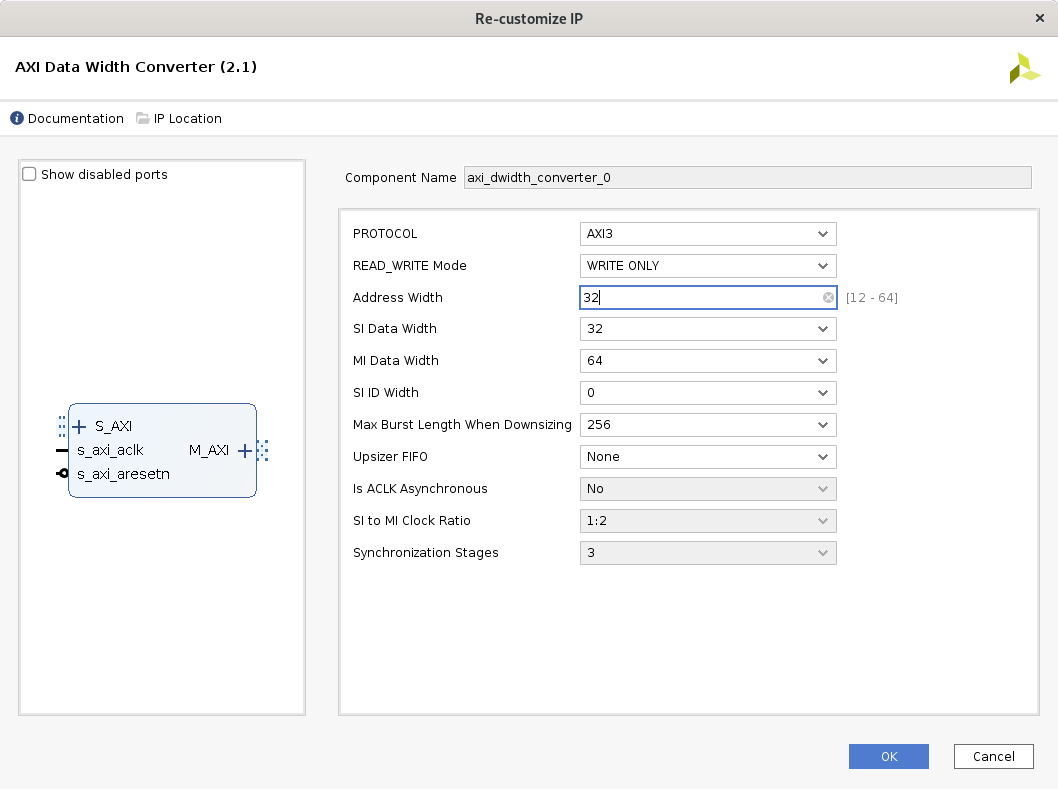 Re-customize IP
AXI Data Width Converter (2.1)
Documentation IP Location
Show disabled ports
S_AXI
s_axi_aclk M_AXI
s_axi_aresetn
Component Name axi_dwidth_converter_0
PROTOCOL AXI3
READ_WRITE Mode WRITE ONLY
Address Width 32 [12 - 64]
SI Data Width 32
MI Data Width 64
SI ID Width 0
Max Burst Length When Downsizing 256
Upsizer FIFO None
Is ACLK Asynchronous No
SI to MI Clock Ratio 1:2
Synchronization Stages 3
OK Cancel